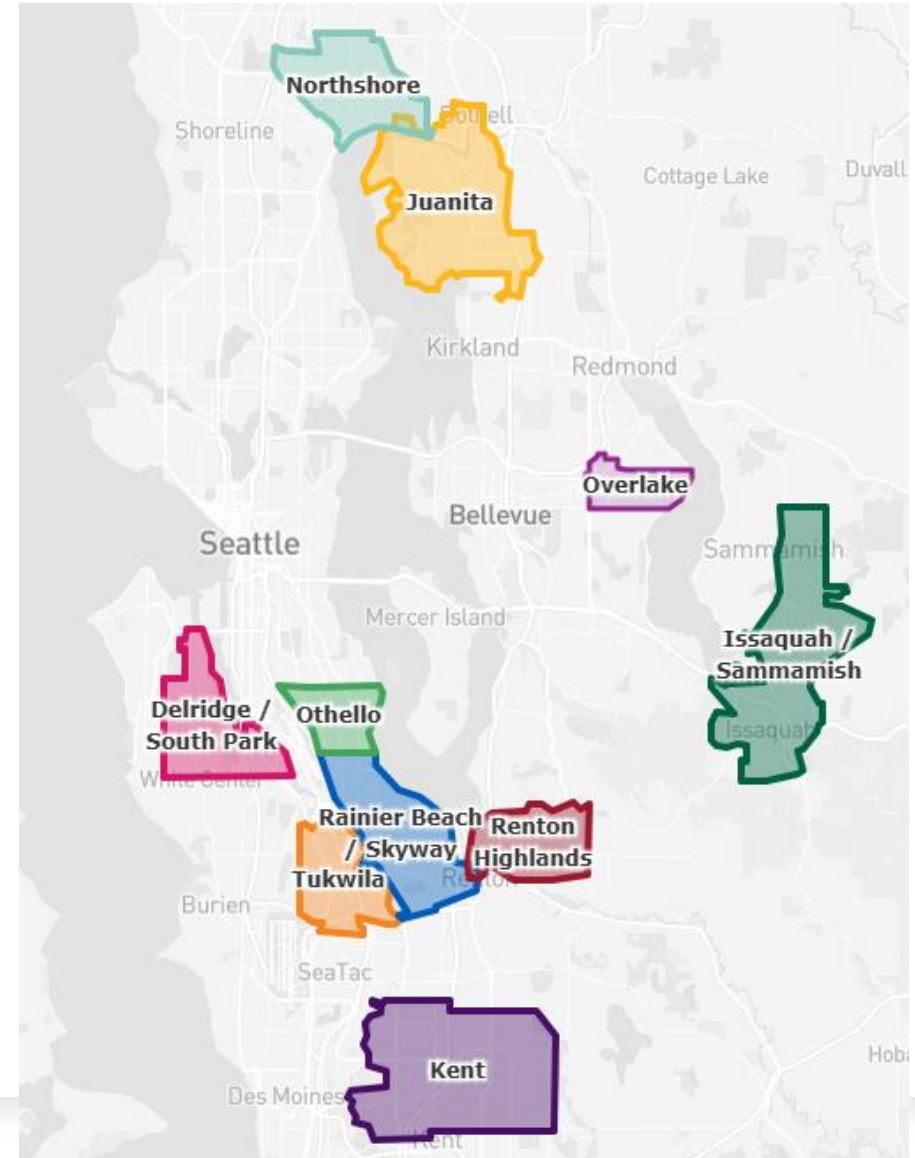 Northshore
Bothell
Shoreline
Cottage Lake
Duvall
Juanita
Kirkland
Redmond
Overlake
Bellevue
Seattle
Sammamish
Mercer Island
Issaquah /
Sammamish
Delridge /
South Park
Othello
Issaquah
White Center
Rainier Beach
/ Skyway
Renton
Highlands
Tukwila
Renton
Burien
SeaTac
Hoba
Kent
Des Moines
Kent